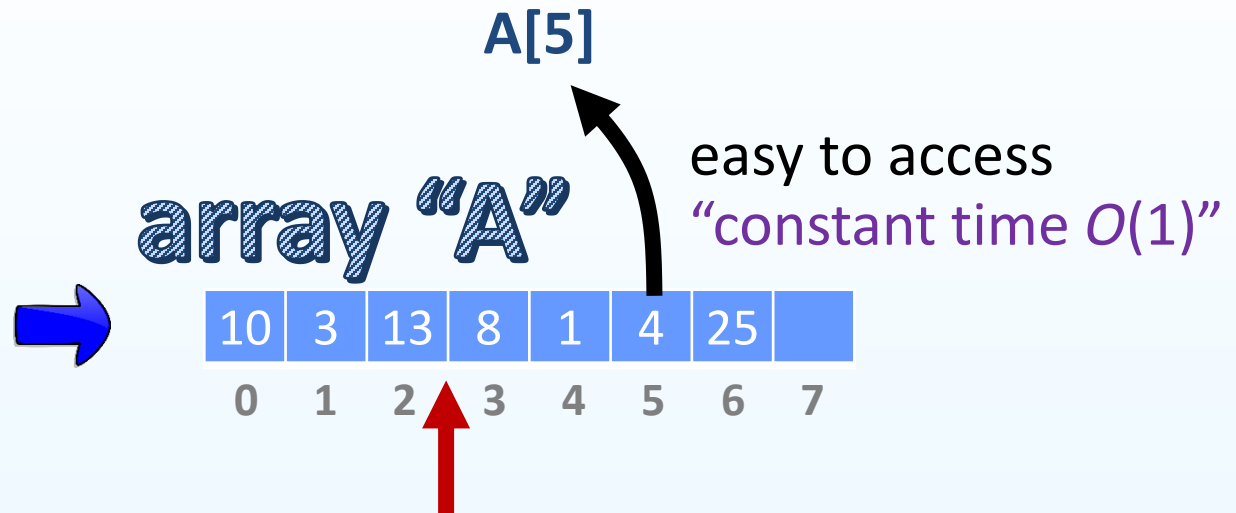 A[5]
easy to access
array “A”
“constant time O(1)”
10 3 13 8 1 4 25
0 1 2 3 4 5 6 7